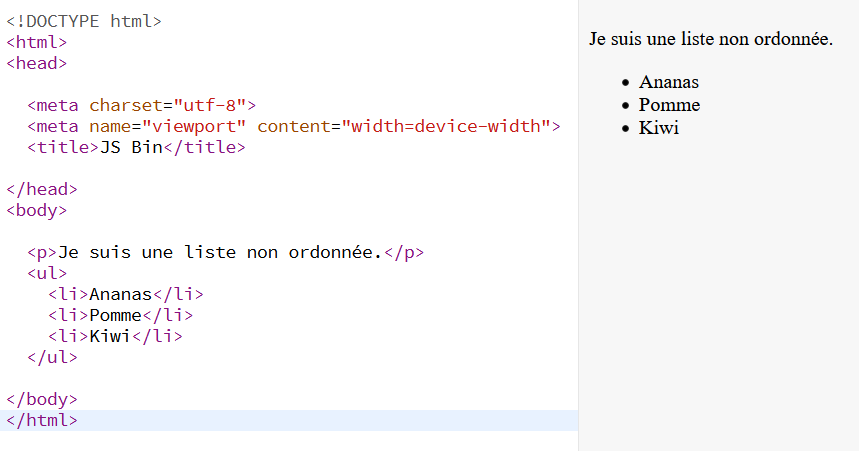 <!DOCTYPE html>
<html>
<head>
<meta charset="utf-8">
<meta name="viewport" content="width=device-width">
<title>JS Bin</title>
</head>
<body>
<p>Je suis une liste non ordonnée.</p>
<ul>
<li>Ananas</li>
<li>Pomme</li>
<li>Kiwi</li>
</ul>
</body>
</html>
Je suis une liste non ordonnée.
• Ananas
• Pomme
• Kiwi